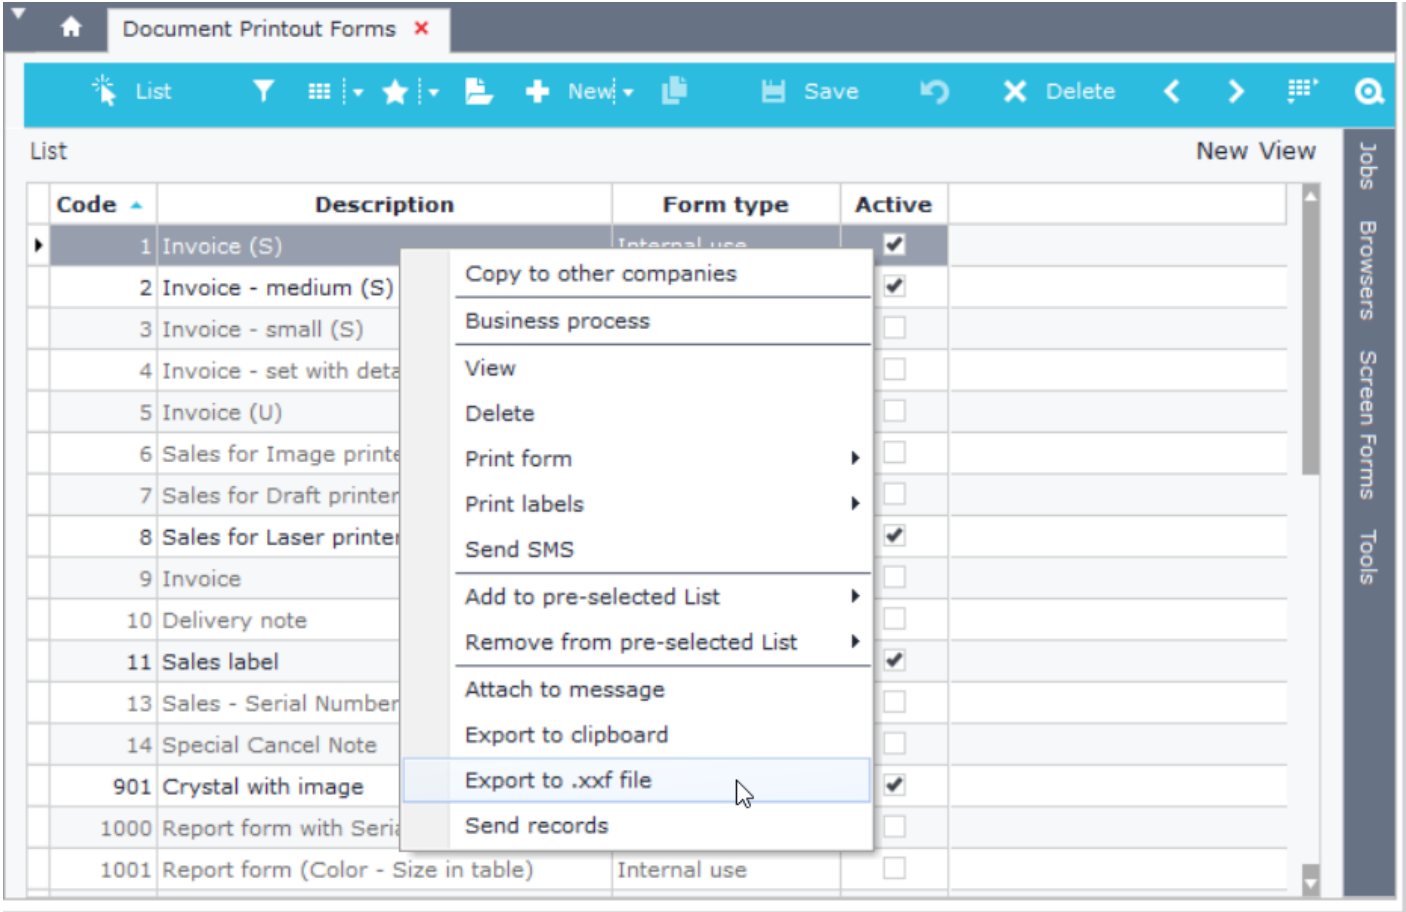 Document Printout Forms
List New Save Delete
List New View
Code Description Form type Active
1 Invoice (S) Internal use
2 Invoice - medium (S)
3 Invoice - small (S)
4 Invoice - set with deta
5 Invoice (U)
6 Sales for Image printe
7 Sales for Draft printer
8 Sales for Laser printer
9 Invoice
10 Delivery note
11 Sales label
13 Sales - Serial Number
14 Special Cancel Note
901 Crystal with image
1000 Report form with Seria
1001 Report form (Color - Size in table) Internal use
Copy to other companies
Business process
View
Delete
Print form
Print labels
Send SMS
Add to pre-selected List
Remove from pre-selected List
Attach to message
Export to clipboard
Export to .xxf file
Send records
Jobs
Browsers
Screen Forms
Tools